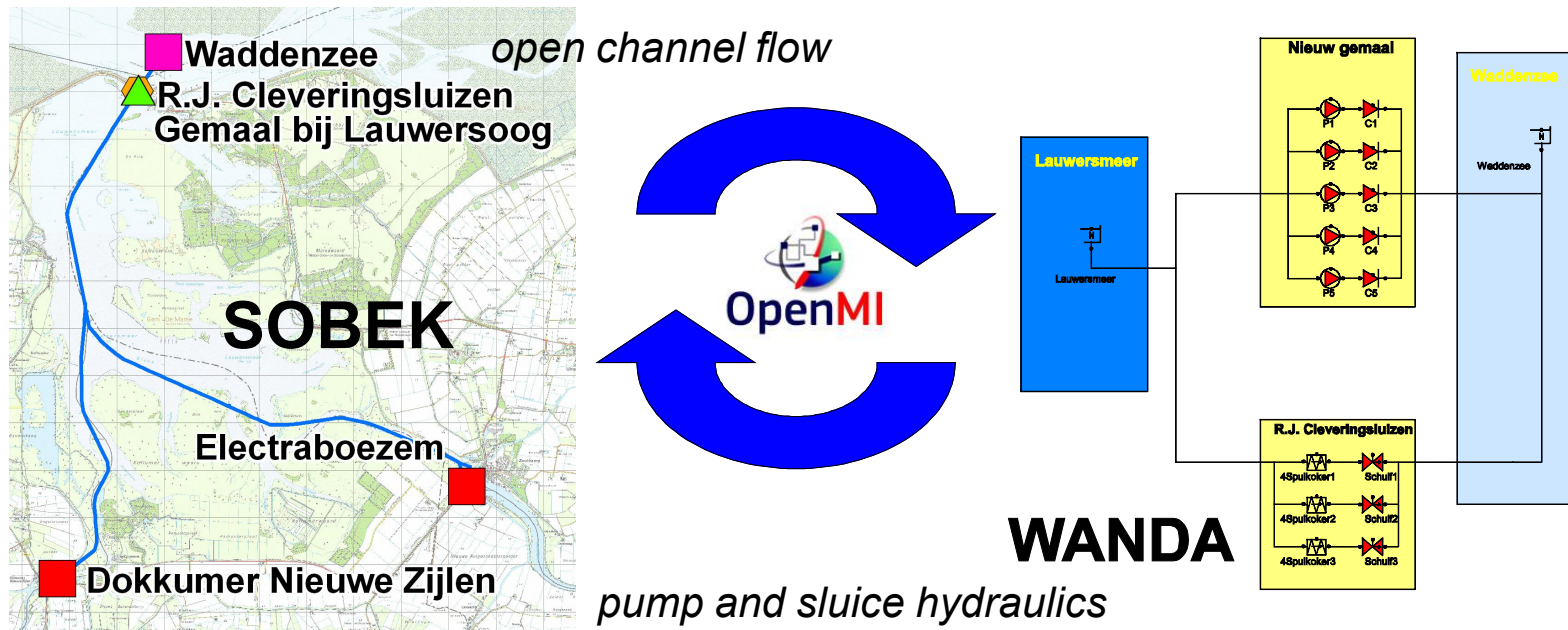 Waddenzee
R.J. Cleveringsluizen
Gemaal bij Lauwersoog
SOBEK
Electraboezem
Dokkumer Nieuwe Zijlen
open channel flow
OpenMI
pump and sluice hydraulics
WANDA
Lauwersmeer
N
Lauwersmeer
Nieuw gemaal
P1 C1
P2 C2
P3 C3
P4 C4
P5 C5
Waddenzee
N
Waddenzee
R.J. Cleveringsluizen
4Spuikoker1 Schuif1
4Spuikoker2 Schuif2
4Spuikoker3 Schuif3